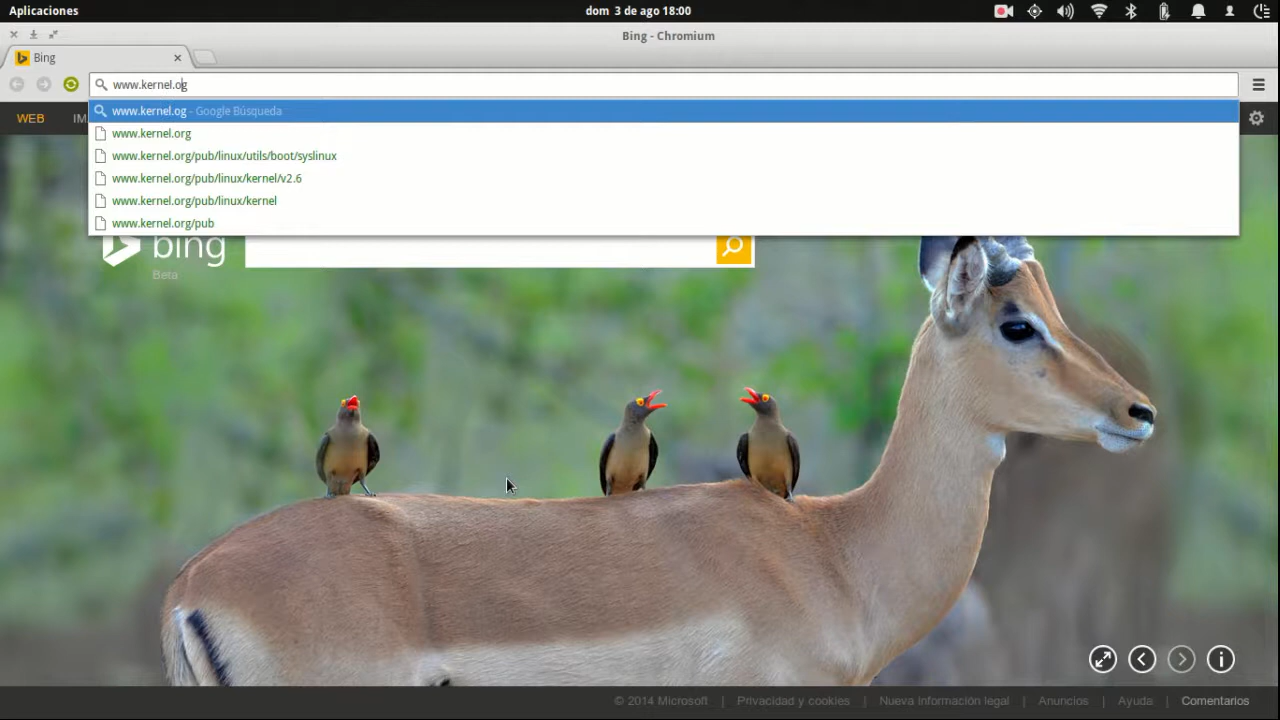 Aplicaciones
dom 3 de ago 18:00
Bing - Chromium
Bing
www.kernel.og
www.kernel.og - Google Búsqueda
www.kernel.org
www.kernel.org/pub/linux/utils/boot/syslinux
www.kernel.org/pub/linux/kernel/v2.6
www.kernel.org/pub/linux/kernel
www.kernel.org/pub
WEB
bing
Beta
© 2014 Microsoft | Privacidad y cookies | Nueva información legal | Anuncios | Ayuda | Comentarios